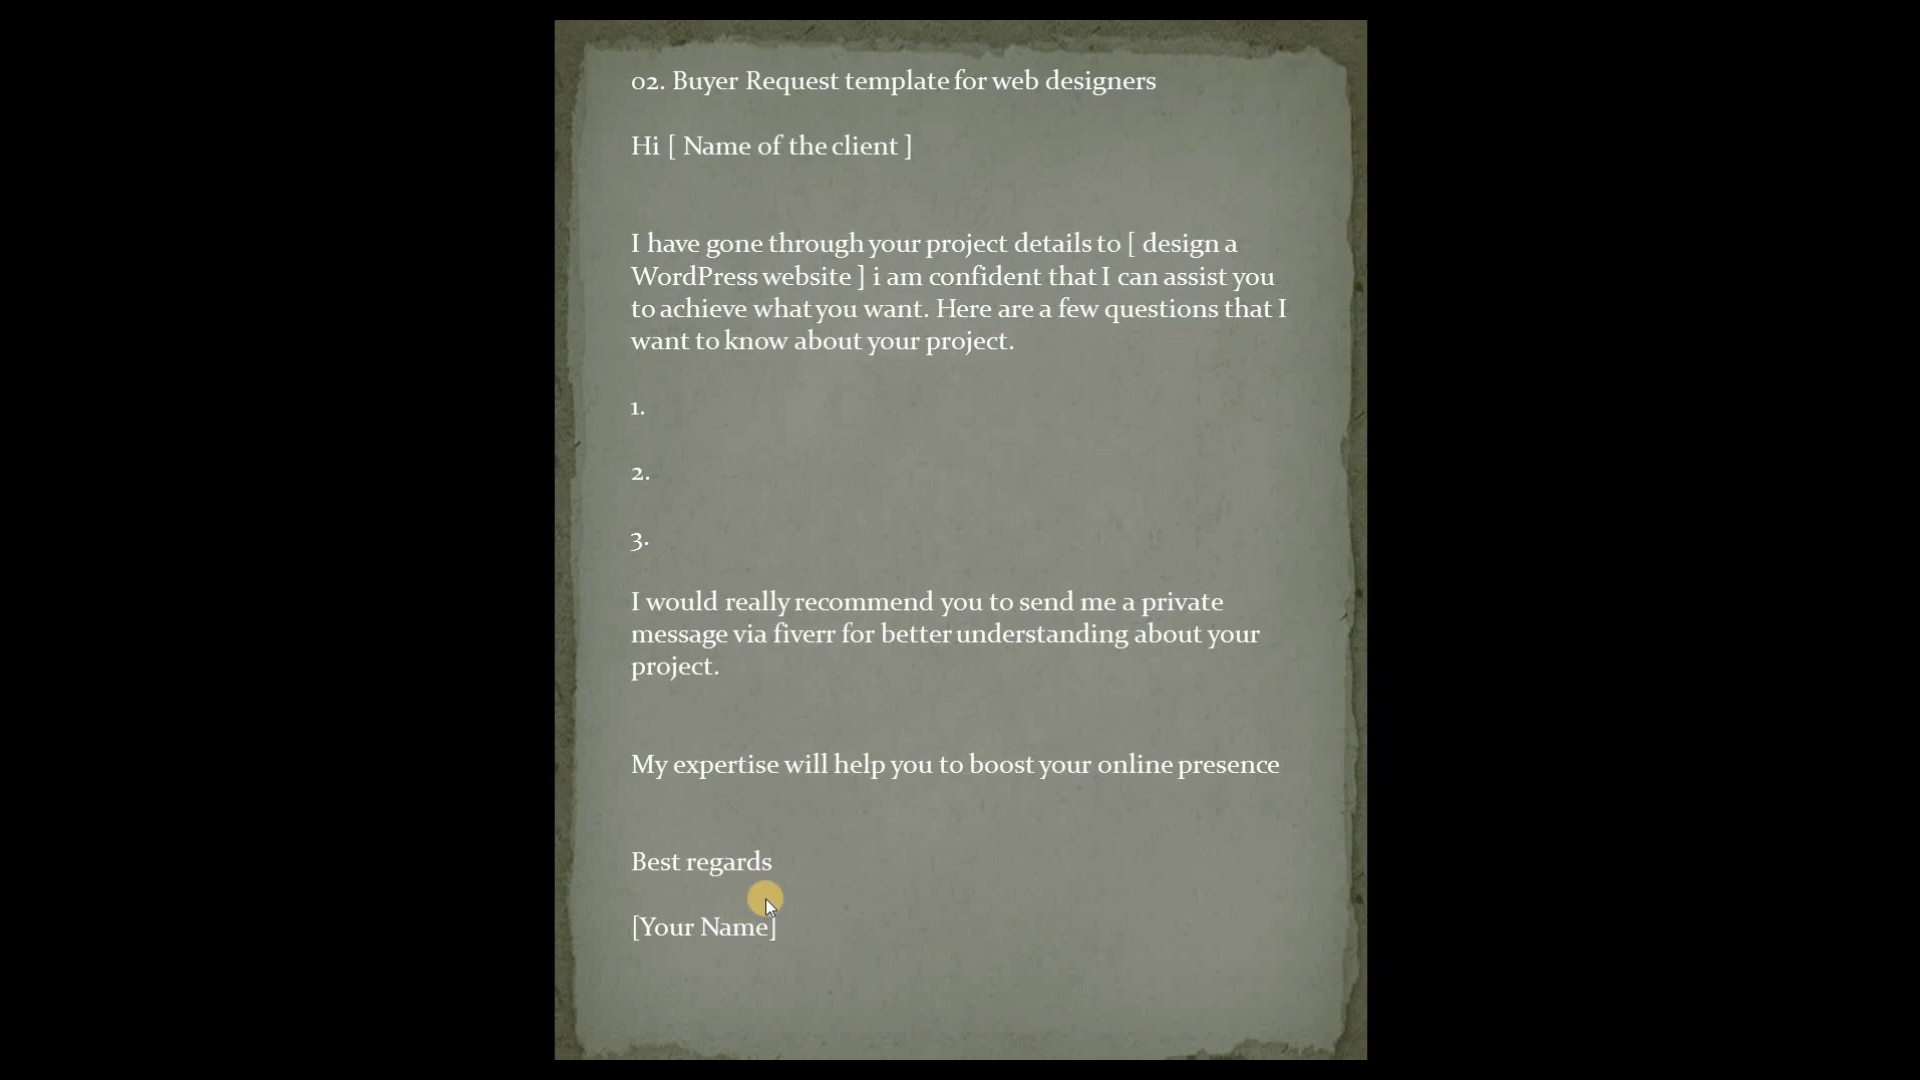 02. Buyer Request template for web designers
Hi [ Name of the client ]
I have gone through your project details to [ design a
WordPress website ] i am confident that I can assist you
to achieve what you want. Here are a few questions that I
want to know about your project.
1.
2.
3.
I would really recommend you to send me a private
message via fiverr for better understanding about your
project.
My expertise will help you to boost your online presence
Best regards
[Your Name]